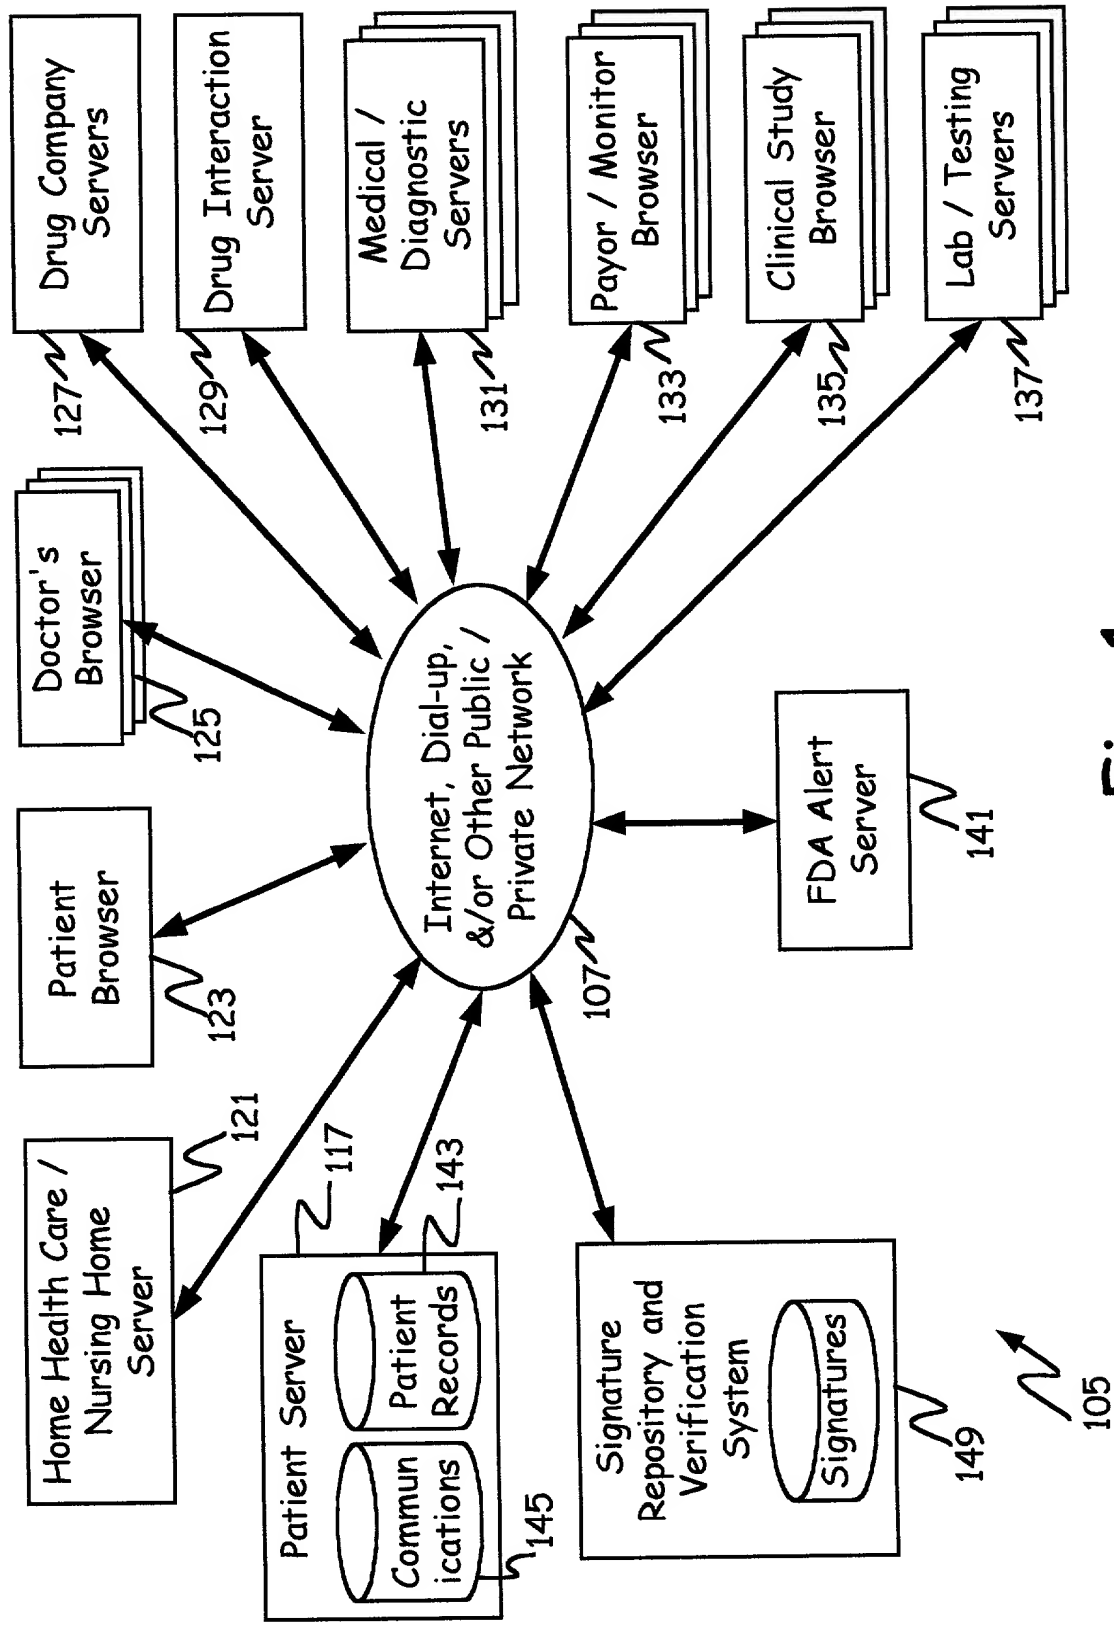 Home Health Care /
Nursing Home
Server
121
Patient
Browser
123
Doctor's
Browser
125
Drug Company
Servers
127
Drug Interaction
Server
129
Medical /
Diagnostic
Servers
131
Payor / Monitor
Browser
133
Clinical Study
Browser
135
Lab / Testing
Servers
137
Internet, Dial-up,
&/or Other Public /
Private Network
107
Patient Server
117
Commun
ications
145
Patient
Records
143
Signature
Repository and
Verification
System
Signatures
149
FDA Alert
Server
141
105